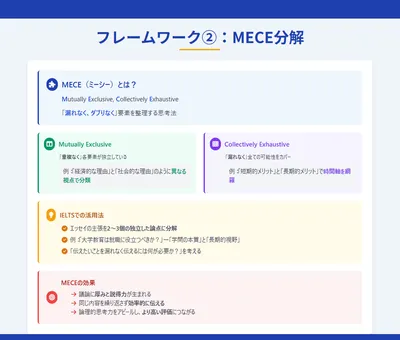 フレームワーク②：MECE分解
MECE（ミーシー）とは？
Mutually Exclusive, Collectively Exhaustive
「漏れなく、ダブりなく」要素を整理する思考法
Mutually Exclusive
「重複なく」各要素が独立している
例:「経済的な理由」と「社会的な理由」のように異なる
視点で分類
Collectively Exhaustive
「漏れなく」全ての可能性をカバー
例:「短期的メリット」と「長期的メリット」で時間軸を網
羅
IELTSでの活用法
エッセイの主張を2〜3個の独立した論点に分解
例:「大学教育は就職に役立つべきか？」→「学問の本質」と「長期的視野」
「伝えたいことを漏れなく伝えるには何が必要か？」を考える
MECEの効果
議論に厚みと説得力が生まれる
同じ内容を繰り返さず効率的に伝える
論理的思考力をアピールし、より高い評価につながる